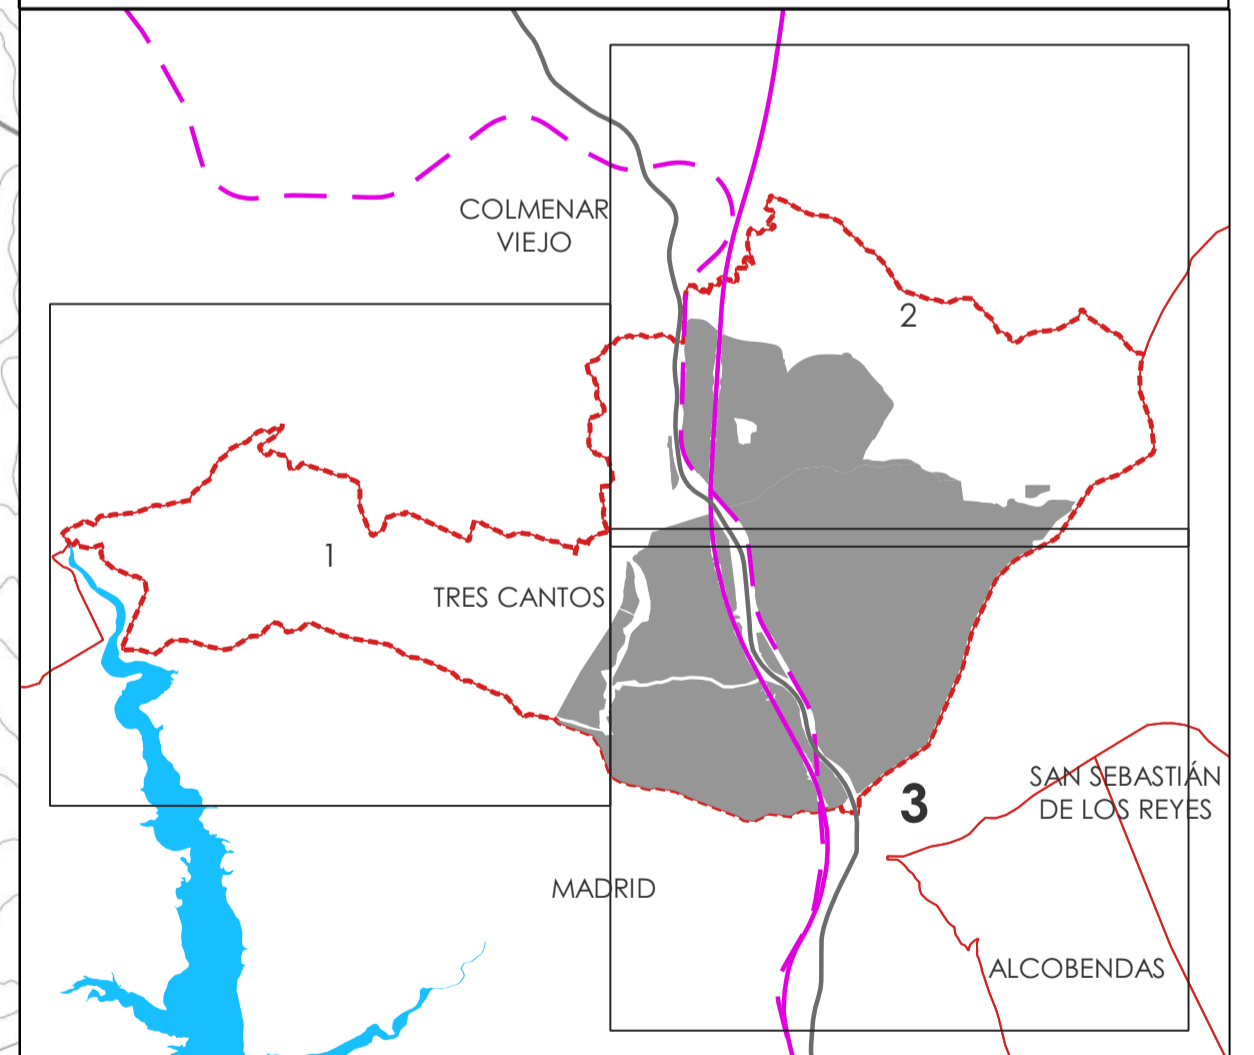 COLMENAR
VIEJO
2
1
TRES CANTOS
SAN SEBASTIÁN
DE LOS REYES
3
MADRID
ALCOBENDAS